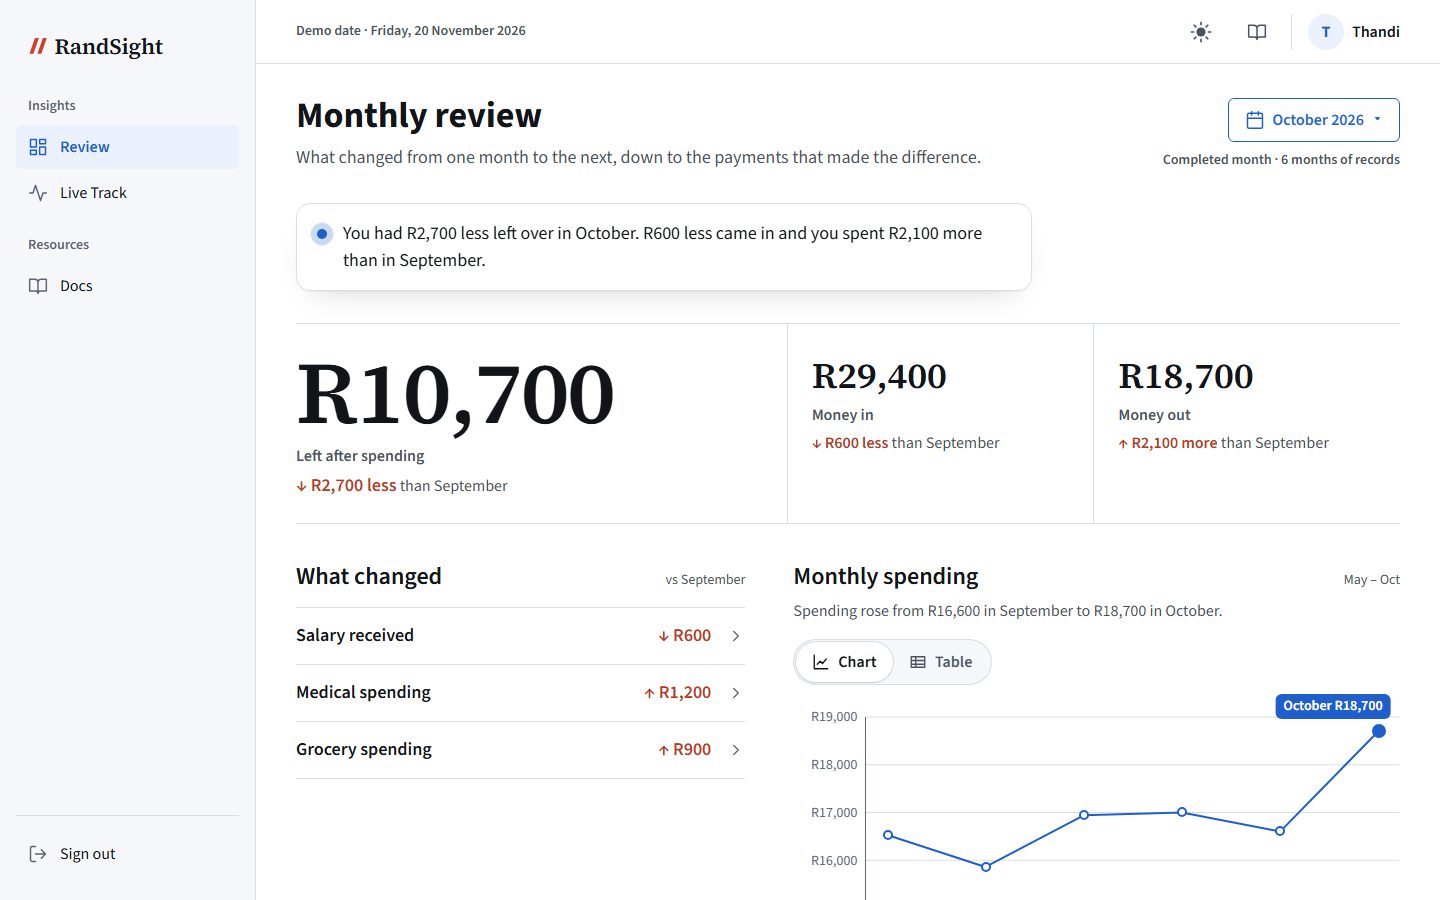 RandSight
Insights
Review
Live Track
Resources
Docs
Sign out
Demo date · Friday, 20 November 2026
T
Thandi
Monthly review
What changed from one month to the next, down to the payments that made the difference.
October 2026
Completed month · 6 months of records
You had R2,700 less left over in October. R600 less came in and you spent R2,100 more
than in September.
R10,700
Left after spending
↓ R2,700 less than September
R29,400
Money in
↓ R600 less than September
R18,700
Money out
↑ R2,100 more than September
What changed
vs September
Salary received
↓ R600
Medical spending
↑ R1,200
Grocery spending
↑ R900
Monthly spending
May – Oct
Spending rose from R16,600 in September to R18,700 in October.
Chart
Table
October R18,700
R19,000
R18,000
R17,000
R16,000